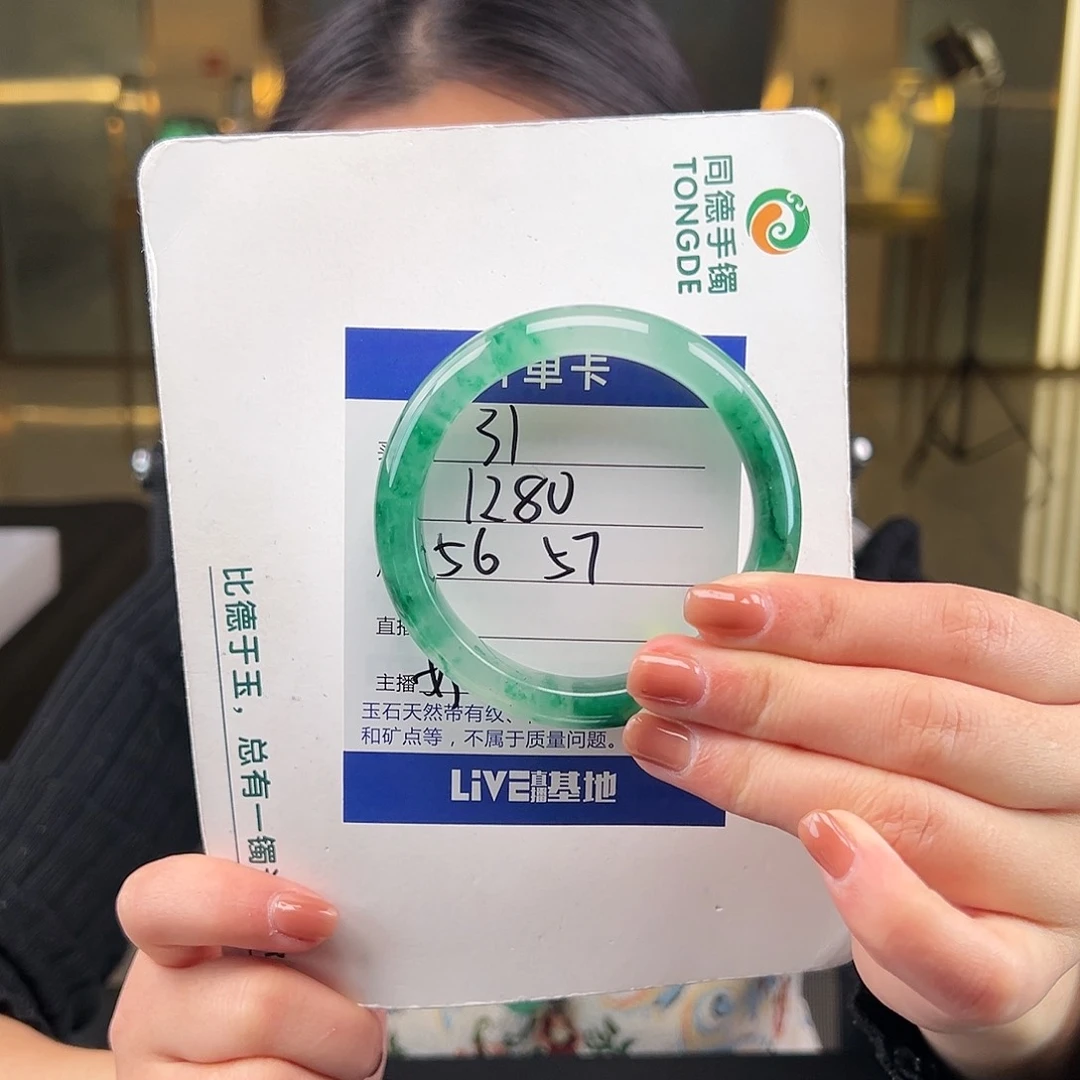 同德手镯
TONGDE
单卡
31
1280
56 57
直播
主播
玉石天然带有纹、
和矿点等，不属于质量问题。
LiVE直播基地
比德于玉，总有一镯